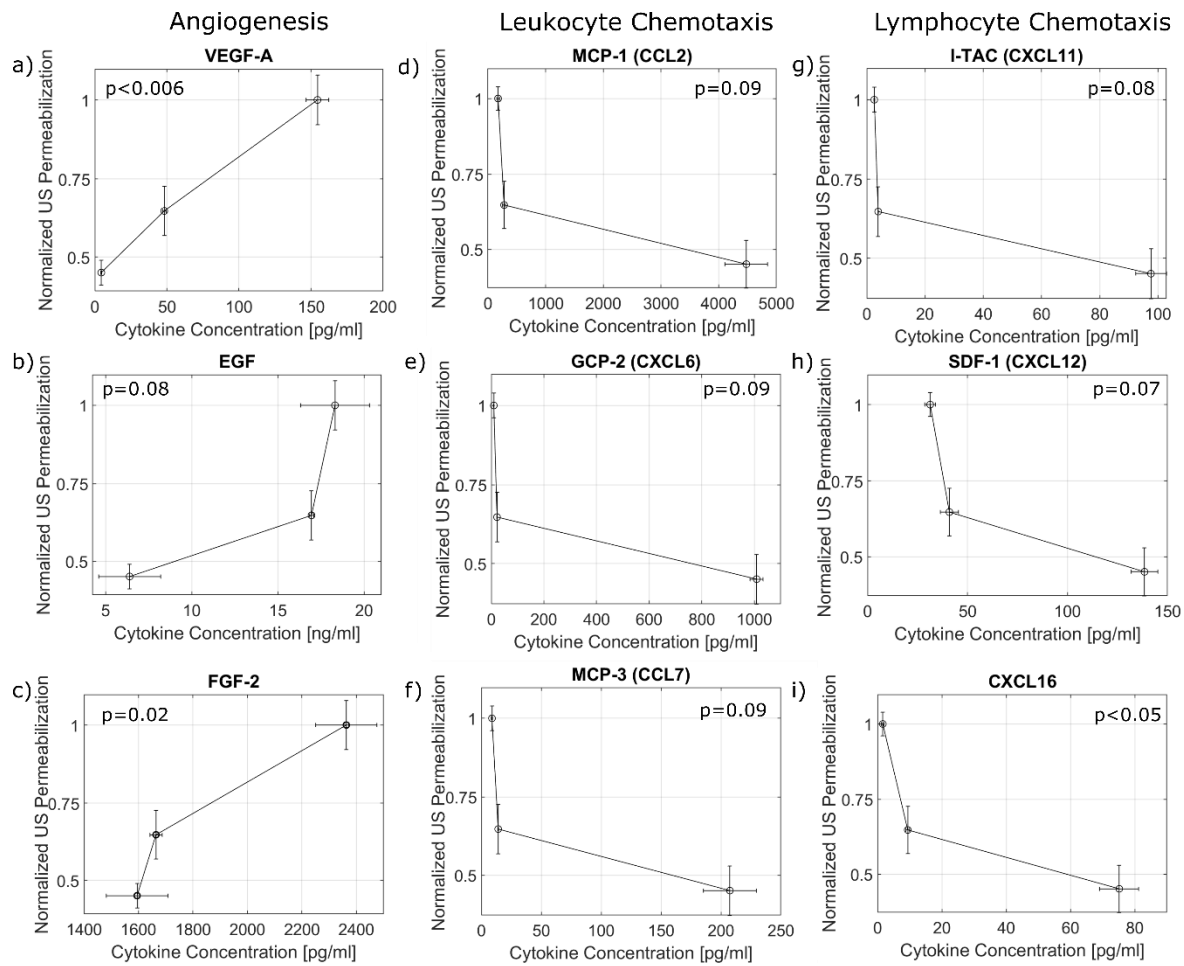 Angiogenesis
Leukocyte Chemotaxis
Lymphocyte Chemotaxis
a)
VEGF-A
p<0.006
1
0.75
0.5
Normalized US Permeabilization
0 50 100 150 200
Cytokine Concentration [pg/ml]
d)
MCP-1 (CCL2)
p=0.09
1
0.75
0.5
Normalized US Permeabilization
0 1000 2000 3000 4000 5000
Cytokine Concentration [pg/ml]
g)
I-TAC (CXCL11)
p=0.08
1
0.75
0.5
Normalized US Permeabilization
0 20 40 60 80 100
Cytokine Concentration [pg/ml]
b)
EGF
p=0.08
1
0.75
0.5
Normalized US Permeabilization
5 10 15 20
Cytokine Concentration [ng/ml]
e)
GCP-2 (CXCL6)
p=0.09
1
0.75
0.5
Normalized US Permeabilization
0 200 400 600 800 1000
Cytokine Concentration [pg/ml]
h)
SDF-1 (CXCL12)
p=0.07
1
0.75
0.5
Normalized US Permeabilization
0 50 100 150
Cytokine Concentration [pg/ml]
c)
FGF-2
p=0.02
1
0.75
0.5
Normalized US Permeabilization
1400 1600 1800 2000 2200 2400
Cytokine Concentration [pg/ml]
f)
MCP-3 (CCL7)
p=0.09
1
0.75
0.5
Normalized US Permeabilization
0 50 100 150 200 250
Cytokine Concentration [pg/ml]
i)
CXCL16
p<0.05
1
0.75
0.5
Normalized US Permeabilization
0 20 40 60 80
Cytokine Concentration [pg/ml]